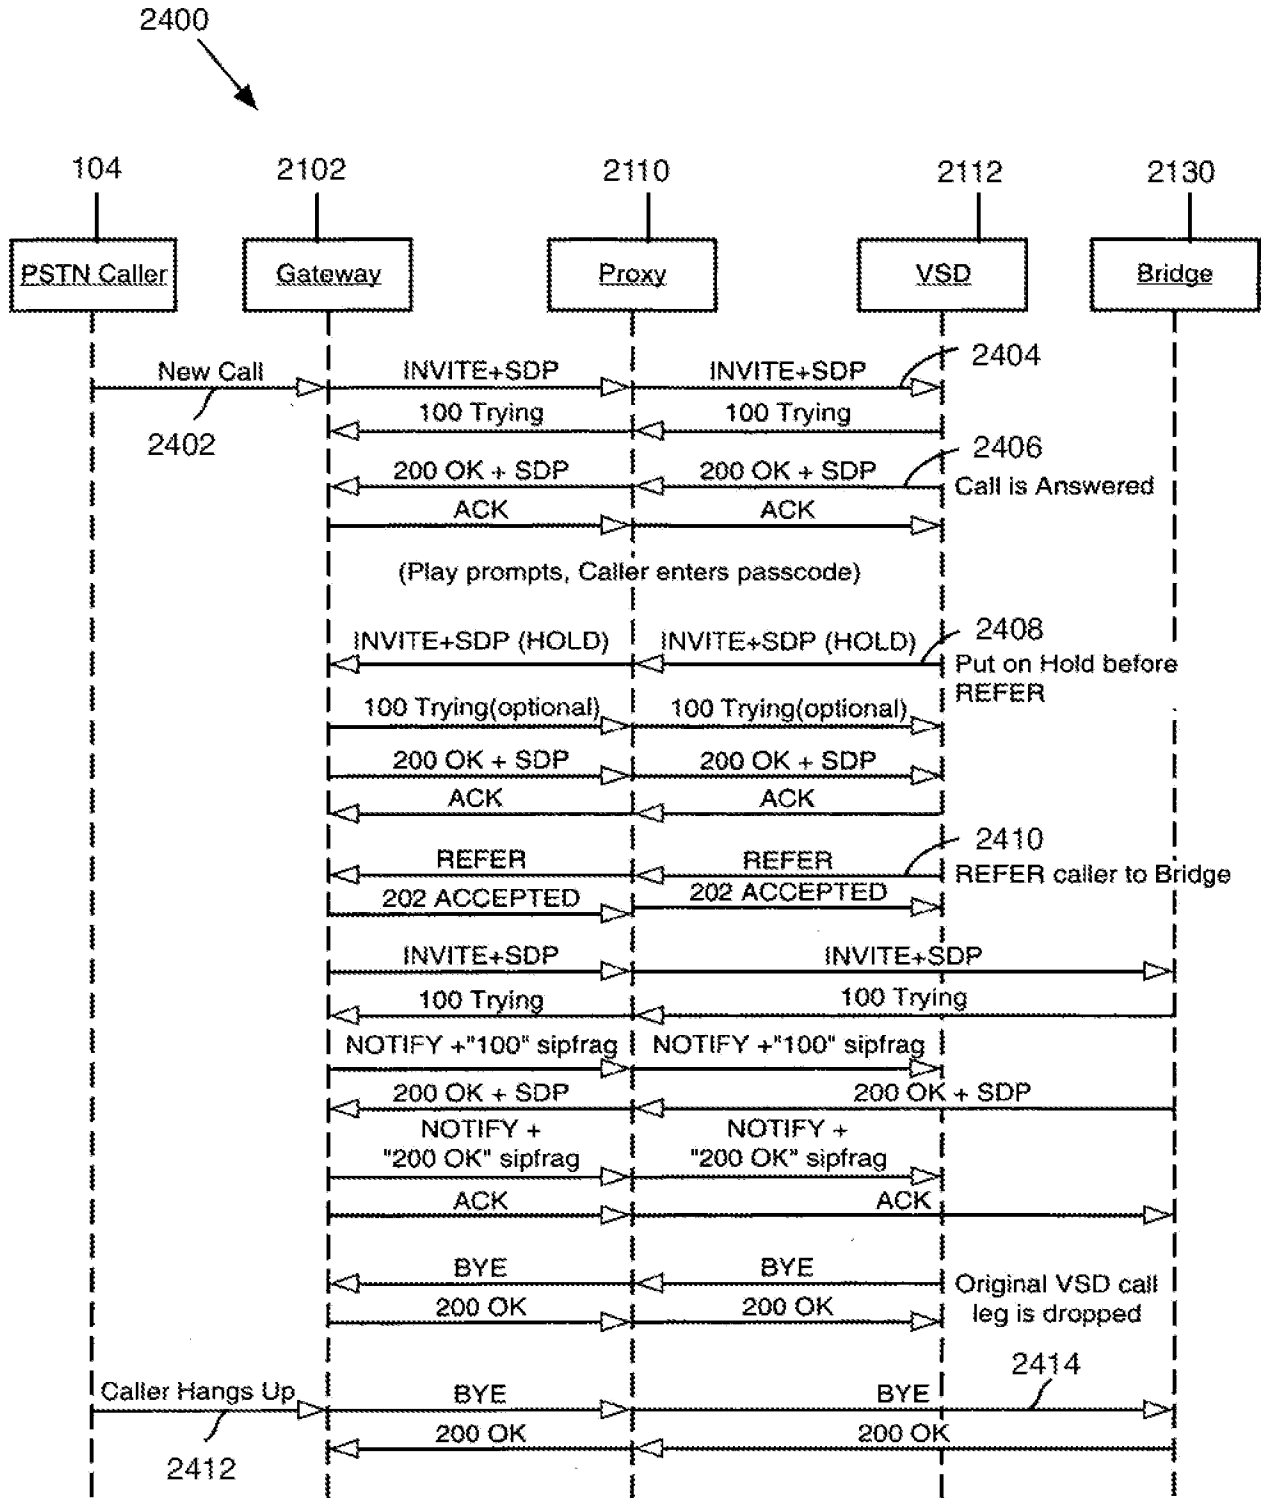 2400
104 2102 2110 2112 2130
PSTN Caller Gateway Proxy VSD Bridge
New Call INVITE+SDP INVITE+SDP 2404
2402 100 Trying 100 Trying
2406
200 OK + SDP 200 OK + SDP Call is Answered
ACK ACK
(Play prompts, Caller enters passcode)
2408
INVITE+SDP (HOLD) INVITE+SDP (HOLD) Put on Hold before
REFER
100 Trying(optional) 100 Trying(optional)
200 OK + SDP 200 OK + SDP
ACK ACK
2410
REFER REFER REFER caller to Bridge
202 ACCEPTED 202 ACCEPTED
INVITE+SDP INVITE+SDP
100 Trying 100 Trying
NOTIFY +"100" sipfrag NOTIFY +"100" sipfrag
200 OK + SDP 200 OK + SDP
NOTIFY + NOTIFY +
"200 OK" sipfrag "200 OK" sipfrag
ACK ACK
BYE BYE Original VSD call
200 OK 200 OK leg is dropped
2414
Caller Hangs Up BYE BYE
200 OK 200 OK
2412